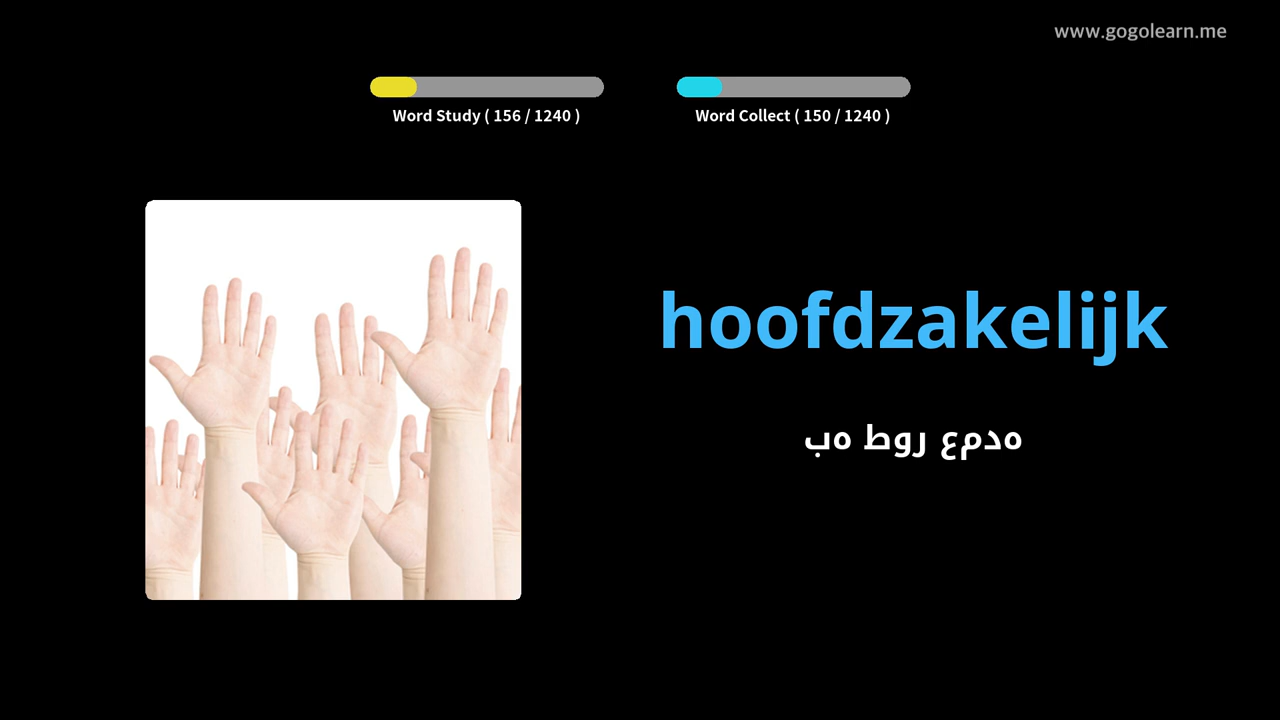 www.gogolearn.me
Word Study ( 156 / 1240 )
Word Collect ( 150 / 1240 )
hoofdzakelijk
به طور عمده